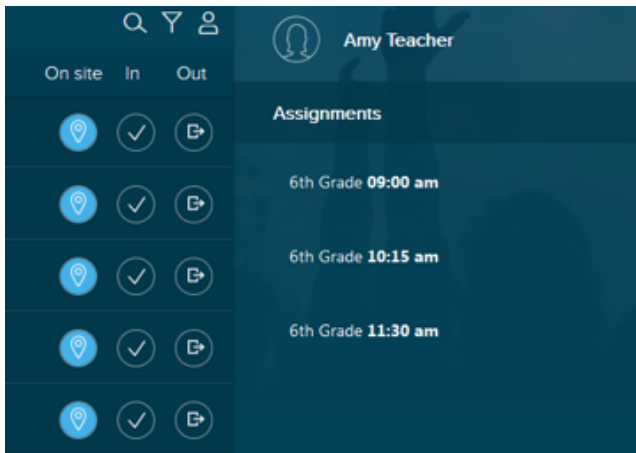 Amy Teacher
On site In Out
Assignments
6th Grade 09:00 am
6th Grade 10:15 am
6th Grade 11:30 am